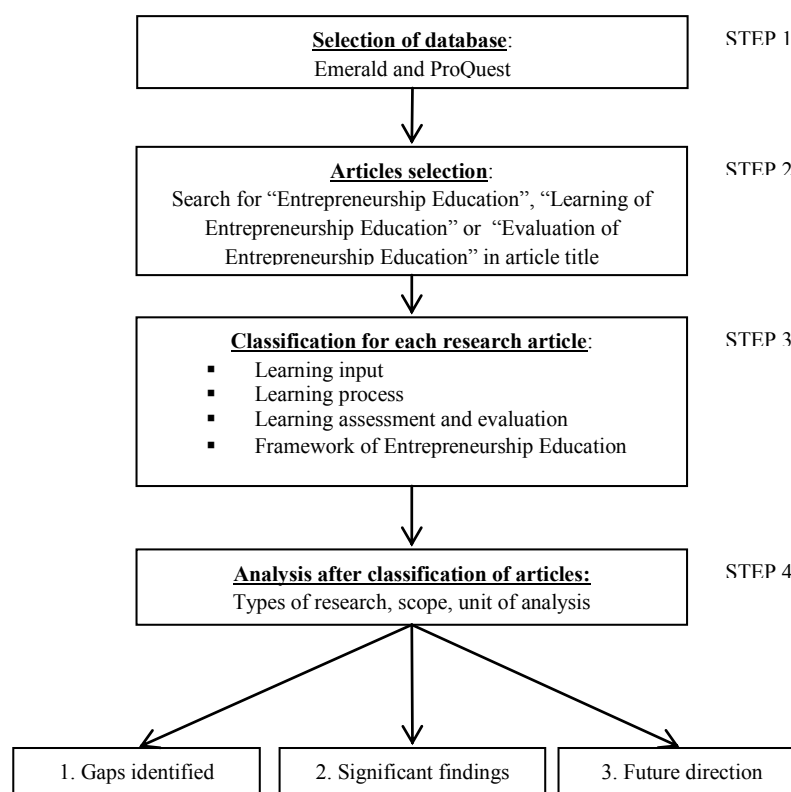 Selection of database:
Emerald and ProQuest
STEP 1
Articles selection:
Search for “Entrepreneurship Education”, “Learning of
Entrepreneurship Education” or “Evaluation of
Entrepreneurship Education” in article title
STEP 2
Classification for each research article:
▪ Learning input
▪ Learning process
▪ Learning assessment and evaluation
▪ Framework of Entrepreneurship Education
STEP 3
Analysis after classification of articles:
Types of research, scope, unit of analysis
STEP 4
1. Gaps identified
2. Significant findings
3. Future direction